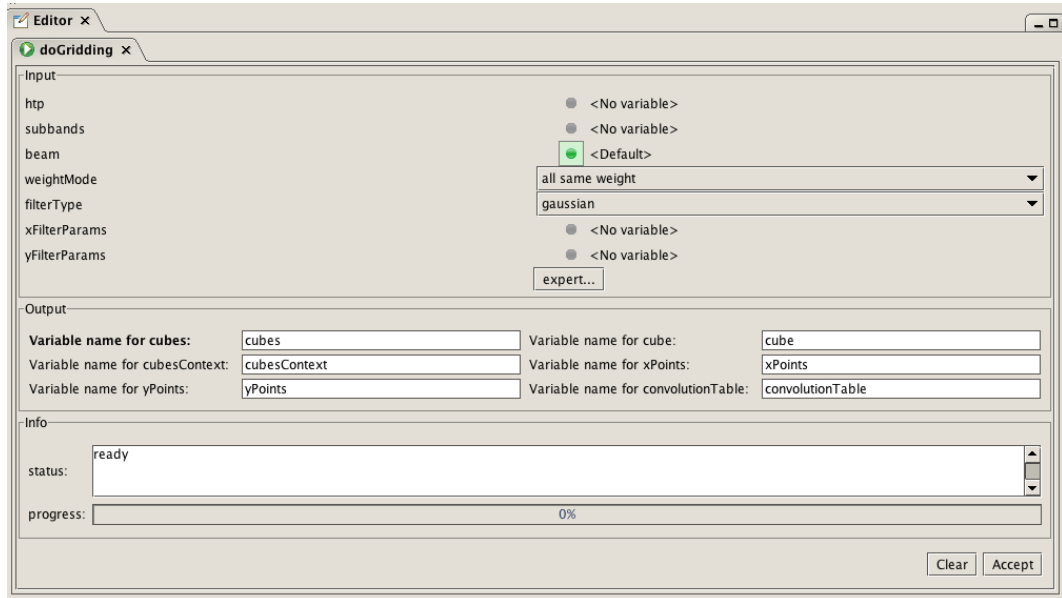 Editor
doGridding
Input
htp <No variable>
subbands <No variable>
beam <Default>
weightMode all same weight
filterType gaussian
xFilterParams <No variable>
yFilterParams <No variable>
expert...
Output
Variable name for cubes: cubes Variable name for cube: cube
Variable name for cubesContext: cubesContext Variable name for xPoints: xPoints
Variable name for yPoints: yPoints Variable name for convolutionTable: convolutionTable
Info
status: ready
progress: 0%
Clear Accept